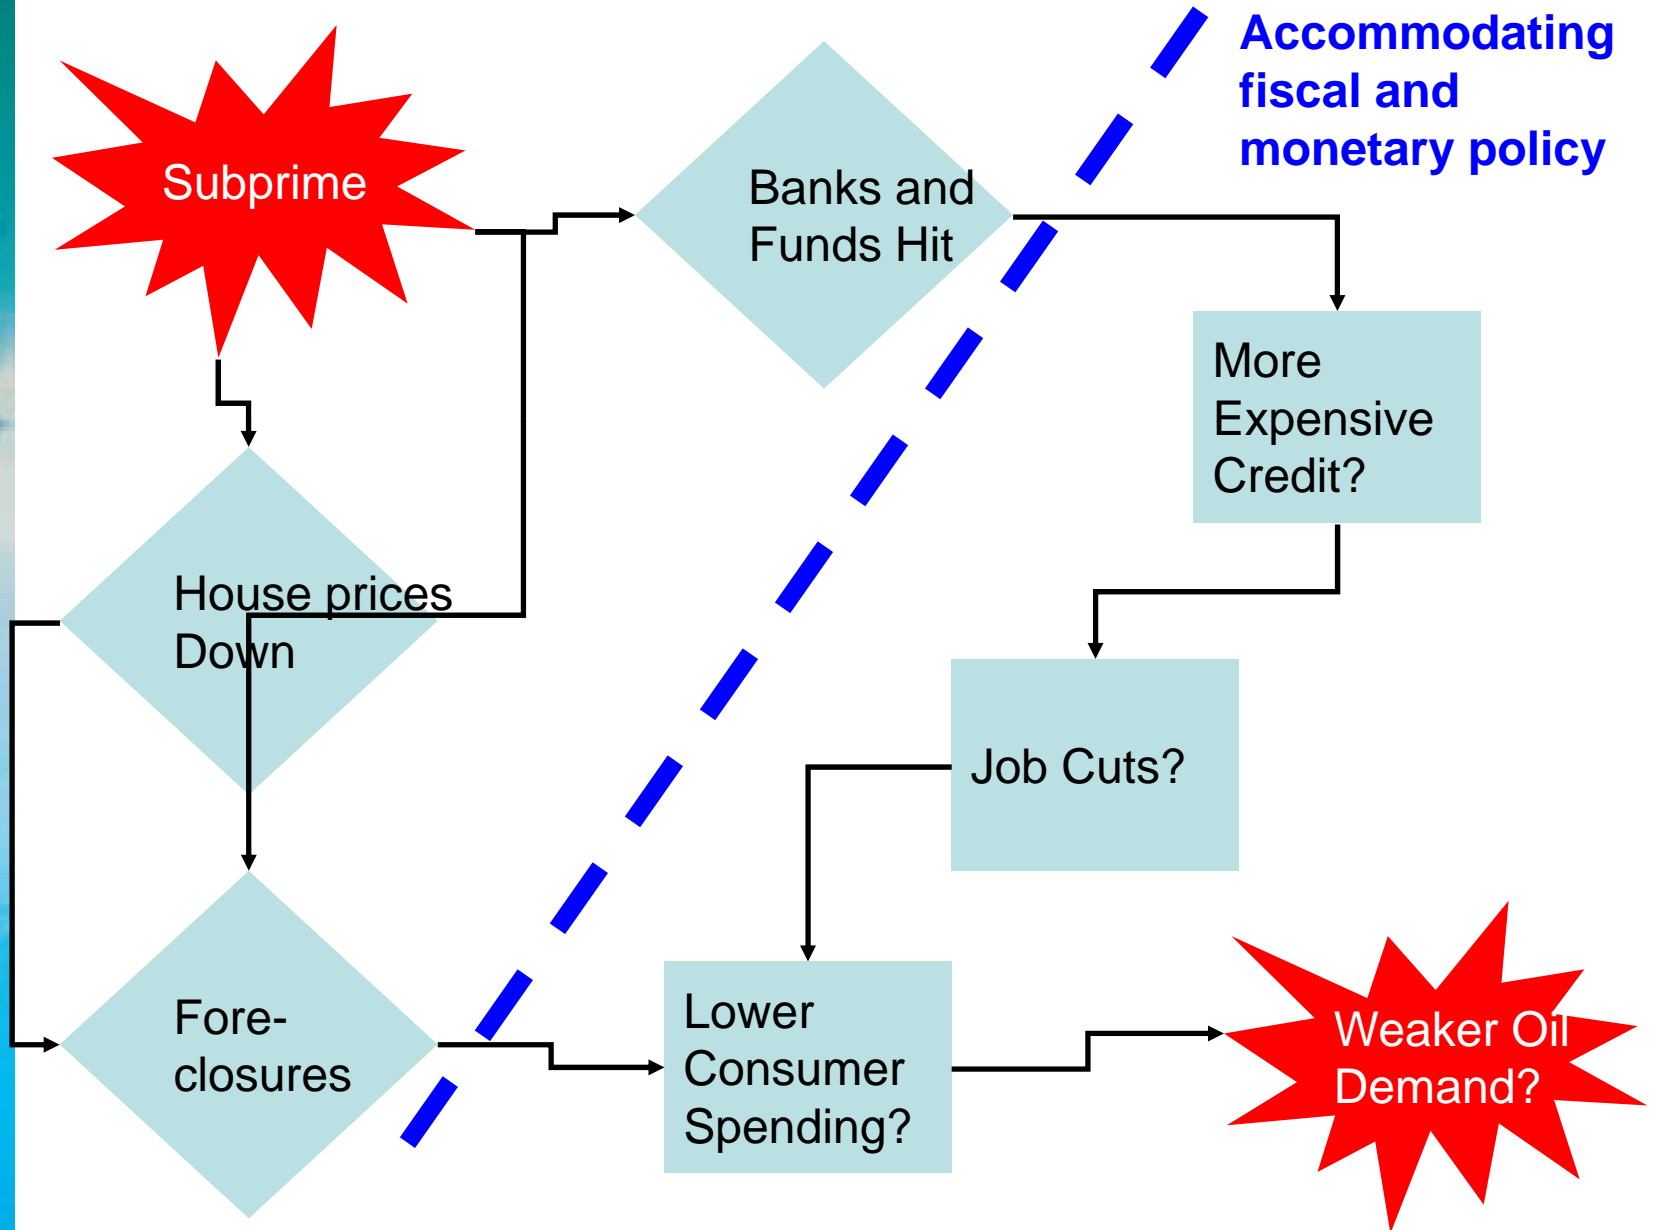 Accommodating
fiscal and
monetary policy
Subprime
Banks and
Funds Hit
More
Expensive
Credit?
House prices
Down
Job Cuts?
Fore-
closures
Lower
Consumer
Spending?
Weaker Oil
Demand?